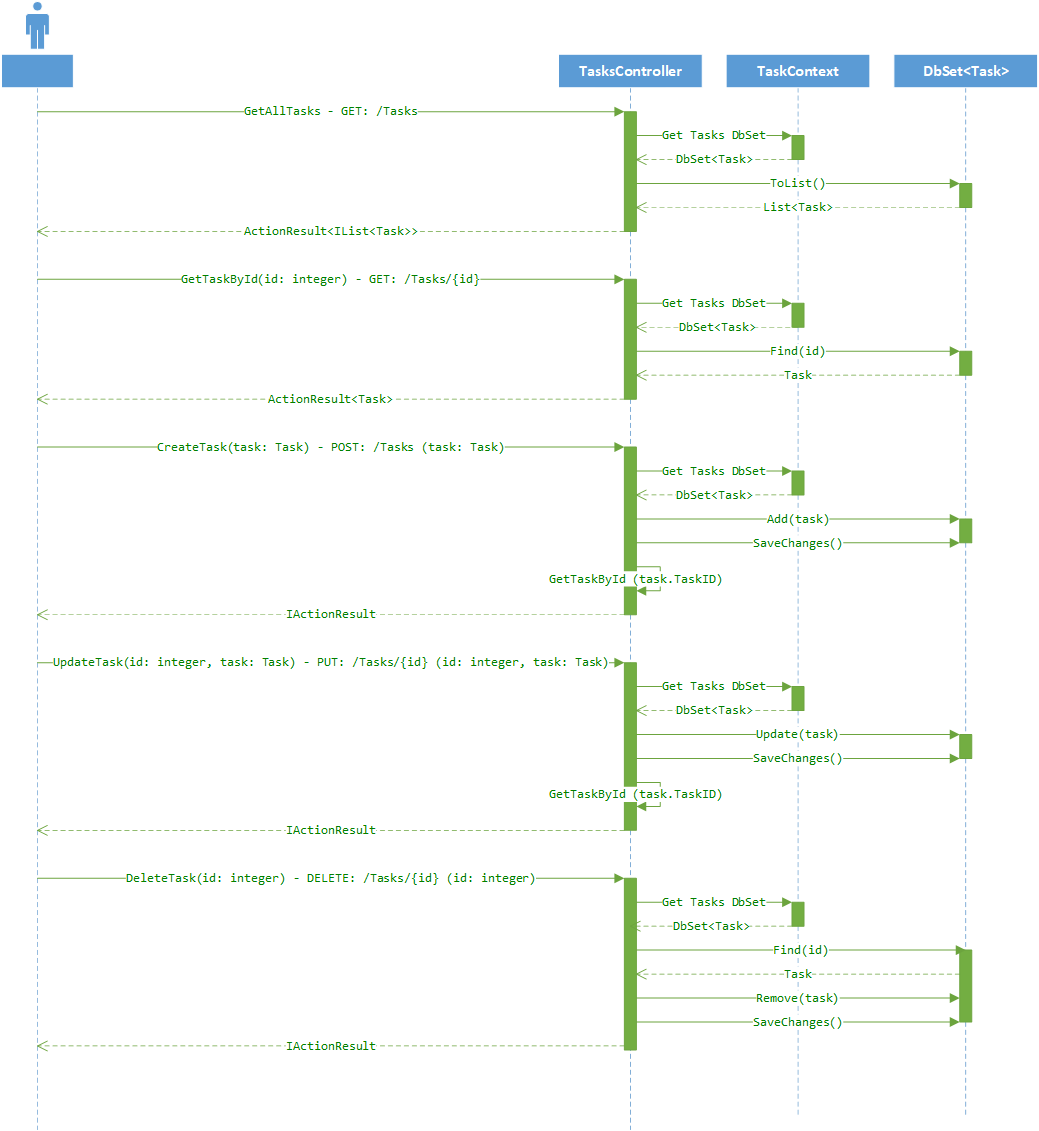 TasksController
TaskContext
DbSet<Task>
GetAllTasks - GET: /Tasks
Get Tasks DbSet
DbSet<Task>
ToList()
List<Task>
ActionResult<IList<Task>>
GetTaskById(id: integer) - GET: /Tasks/{id}
Get Tasks DbSet
DbSet<Task>
Find(id)
Task
ActionResult<Task>
CreateTask(task: Task) - POST: /Tasks (task: Task)
Get Tasks DbSet
DbSet<Task>
Add(task)
SaveChanges()
GetTaskById (task.TaskID)
IActionResult
UpdateTask(id: integer, task: Task) - PUT: /Tasks/{id} (id: integer, task: Task)
Get Tasks DbSet
DbSet<Task>
Update(task)
SaveChanges()
GetTaskById (task.TaskID)
IActionResult
DeleteTask(id: integer) - DELETE: /Tasks/{id} (id: integer)
Get Tasks DbSet
DbSet<Task>
Find(id)
Task
Remove(task)
SaveChanges()
IActionResult